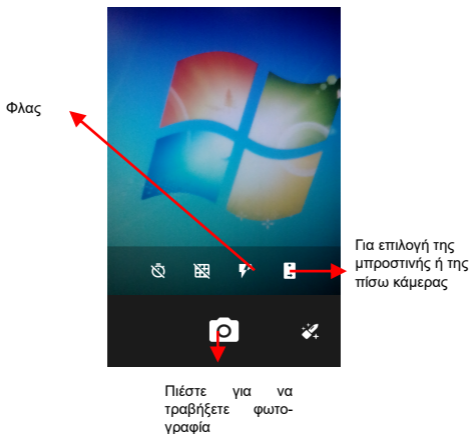 Φλας
Για επιλογή της
μπροστινής ή της
πίσω κάμερας
Πιέστε για να
τραβήξετε φωτο-
γραφία